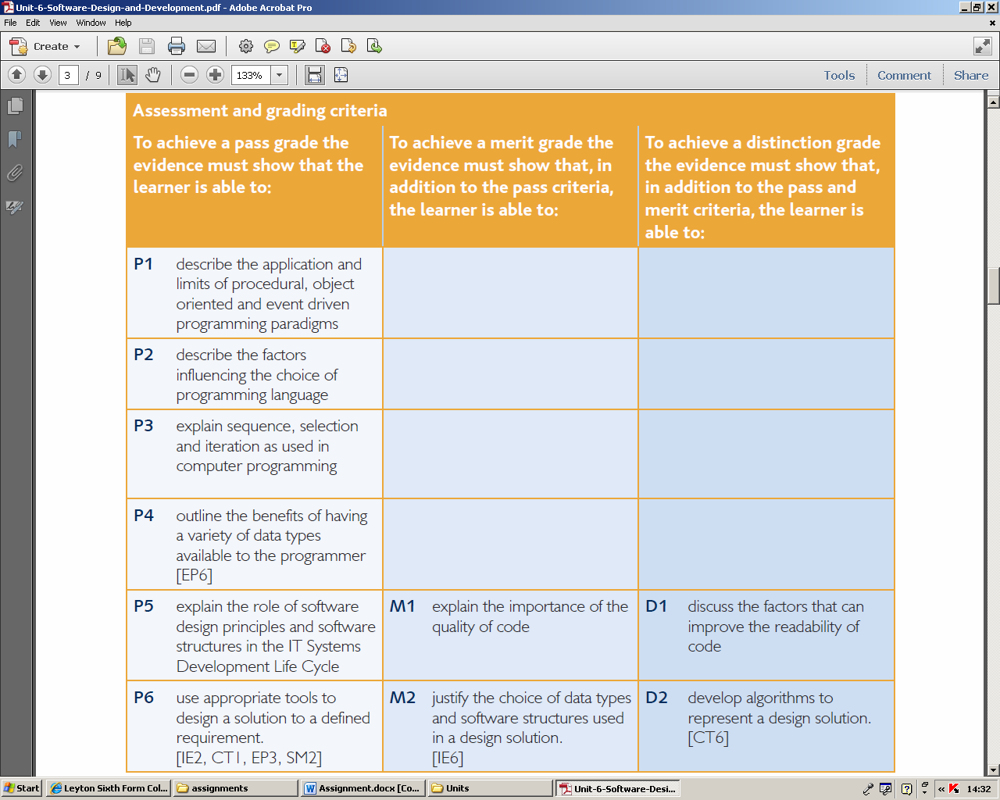 Unit-6-Software-Design-and-Development.pdf - Adobe Acrobat Pro
File Edit View Window Help
Create
3 / 9 133% Tools Comment Share
Assessment and grading criteria
To achieve a pass grade the
evidence must show that the
learner is able to:
To achieve a merit grade the
evidence must show that, in
addition to the pass criteria,
the learner is able to:
To achieve a distinction grade
the evidence must show that,
in addition to the pass and
merit criteria, the learner is
able to:
P1 describe the application and
limits of procedural, object
oriented and event driven
programming paradigms
P2 describe the factors
influencing the choice of
programming language
P3 explain sequence, selection
and iteration as used in
computer programming
P4 outline the benefits of having
a variety of data types
available to the programmer
[EP6]
P5 explain the role of software
design principles and software
structures in the IT Systems
Development Life Cycle
M1 explain the importance of the
quality of code
D1 discuss the factors that can
improve the readability of
code
P6 use appropriate tools to
design a solution to a defined
requirement.
[IE2, CT1, EP3, SM2]
M2 justify the choice of data types
and software structures used
in a design solution.
[IE6]
D2 develop algorithms to
represent a design solution.
[CT6]
Start Leyton Sixth Form Col... assignments Assignment.docx [Co... Units Unit-6-Software-Desi... « 14:32